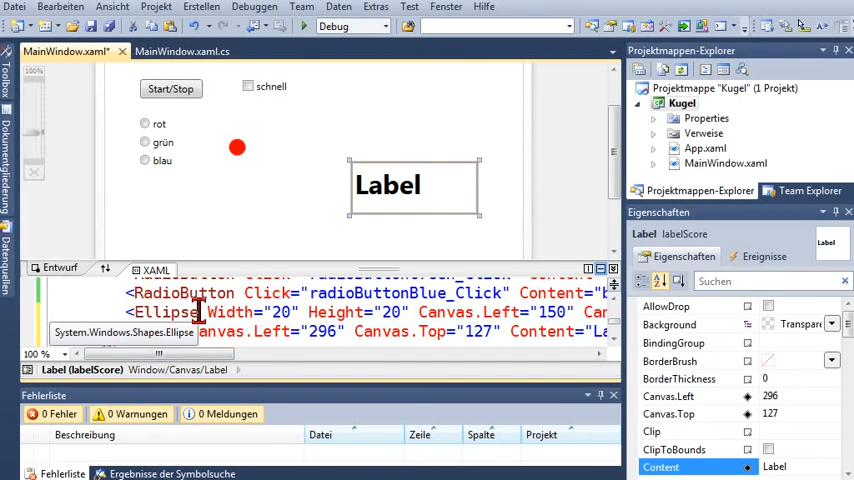 Datei Bearbeiten Ansicht Projekt Erstellen Debuggen Team Daten Extras Test Fenster Hilfe
Debug
MainWindow.xaml* MainWindow.xaml.cs
Projektmappen-Explorer
100%
Toolbox
Dokumentgliederung
Datenquellen
Start/Stop
schnell
rot
grün
blau
Label
Projektmappe "Kugel" (1 Projekt)
Kugel
Properties
Verweise
App.xaml
MainWindow.xaml
Projektmappen-Explorer Team Explorer
Entwurf XAML
<RadioButton Click="radioButtonBlue_Click" Content="b
<Ellipse Width="20" Height="20" Canvas.Left="150" Can
System.Windows.Shapes.Ellipse
anvas.Left="296" Canvas.Top="127" Content="La
100 %
Label (labelScore) Window/Canvas/Label
Fehlerliste
0 Fehler 0 Warnungen 0 Meldungen
Beschreibung Datei Zeile Spalte Projekt
Fehlerliste Ergebnisse der Symbolsuche
Eigenschaften
Label labelScore
Label
Eigenschaften Ereignisse
Suchen
AllowDrop
Background Transpare
BindingGroup
BorderBrush
BorderThickness 0
Canvas.Left 296
Canvas.Top 127
Clip
ClipToBounds
Content Label